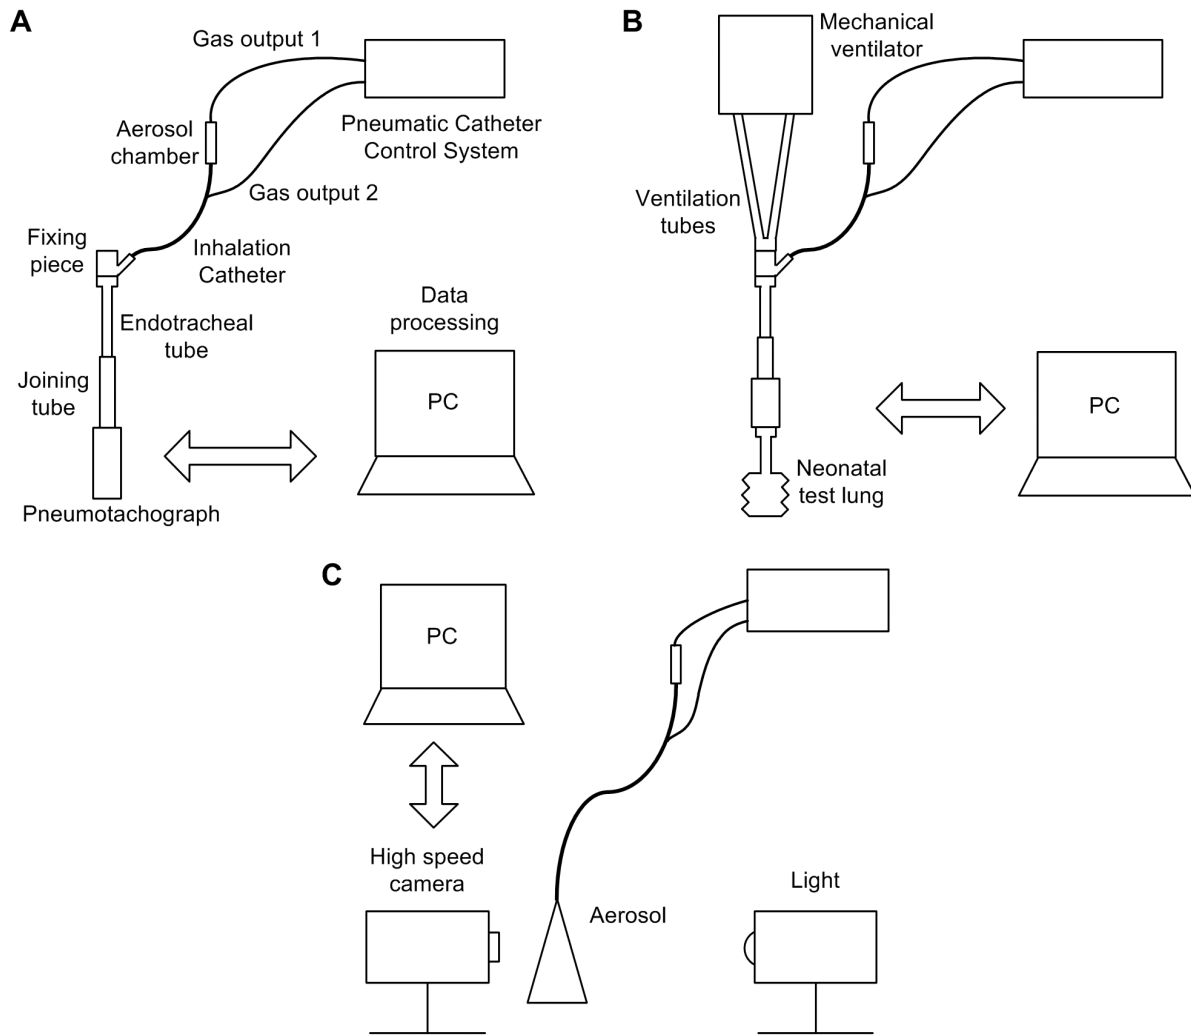 A
Gas output 1
Aerosol
chamber
Pneumatic Catheter
Control System
Gas output 2
Fixing
piece
Inhalation
Catheter
Endotracheal
tube
Data
processing
Joining
tube
PC
Pneumotachograph
B
Mechanical
ventilator
Ventilation
tubes
PC
Neonatal
test lung
C
PC
High speed
camera
Aerosol
Light